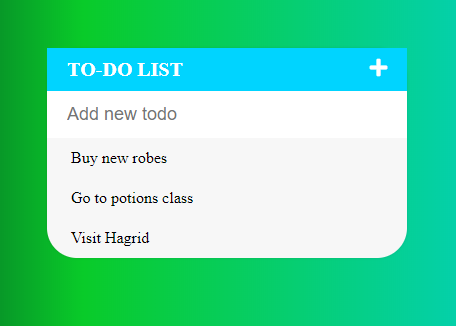 TO-DO LIST
Add new todo
Buy new robes
Go to potions class
Visit Hagrid